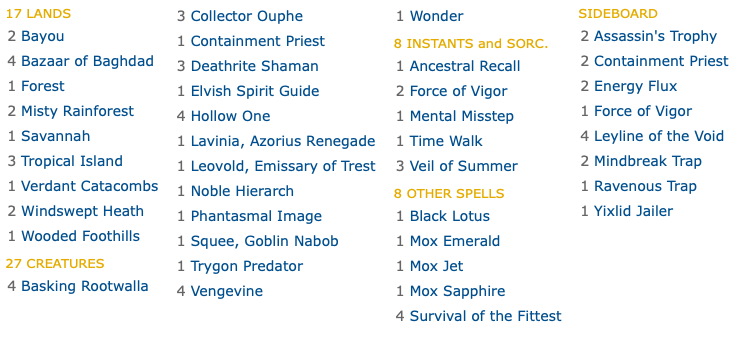 17 LANDS
2 Bayou
4 Bazaar of Baghdad
1 Forest
2 Misty Rainforest
1 Savannah
3 Tropical Island
1 Verdant Catacombs
2 Windswept Heath
1 Wooded Foothills
27 CREATURES
4 Basking Rootwalla
3 Collector Ouphe
1 Containment Priest
3 Deathrite Shaman
1 Elvish Spirit Guide
4 Hollow One
1 Lavinia, Azorius Renegade
1 Leovold, Emissary of Trest
1 Noble Hierarch
1 Phantasmal Image
1 Squee, Goblin Nabob
1 Trygon Predator
4 Vengevine
1 Wonder
8 INSTANTS and SORC.
1 Ancestral Recall
2 Force of Vigor
1 Mental Misstep
1 Time Walk
3 Veil of Summer
8 OTHER SPELLS
1 Black Lotus
1 Mox Emerald
1 Mox Jet
1 Mox Sapphire
4 Survival of the Fittest
SIDEBOARD
2 Assassin's Trophy
2 Containment Priest
2 Energy Flux
1 Force of Vigor
4 Leyline of the Void
2 Mindbreak Trap
1 Ravenous Trap
1 Yixlid Jailer